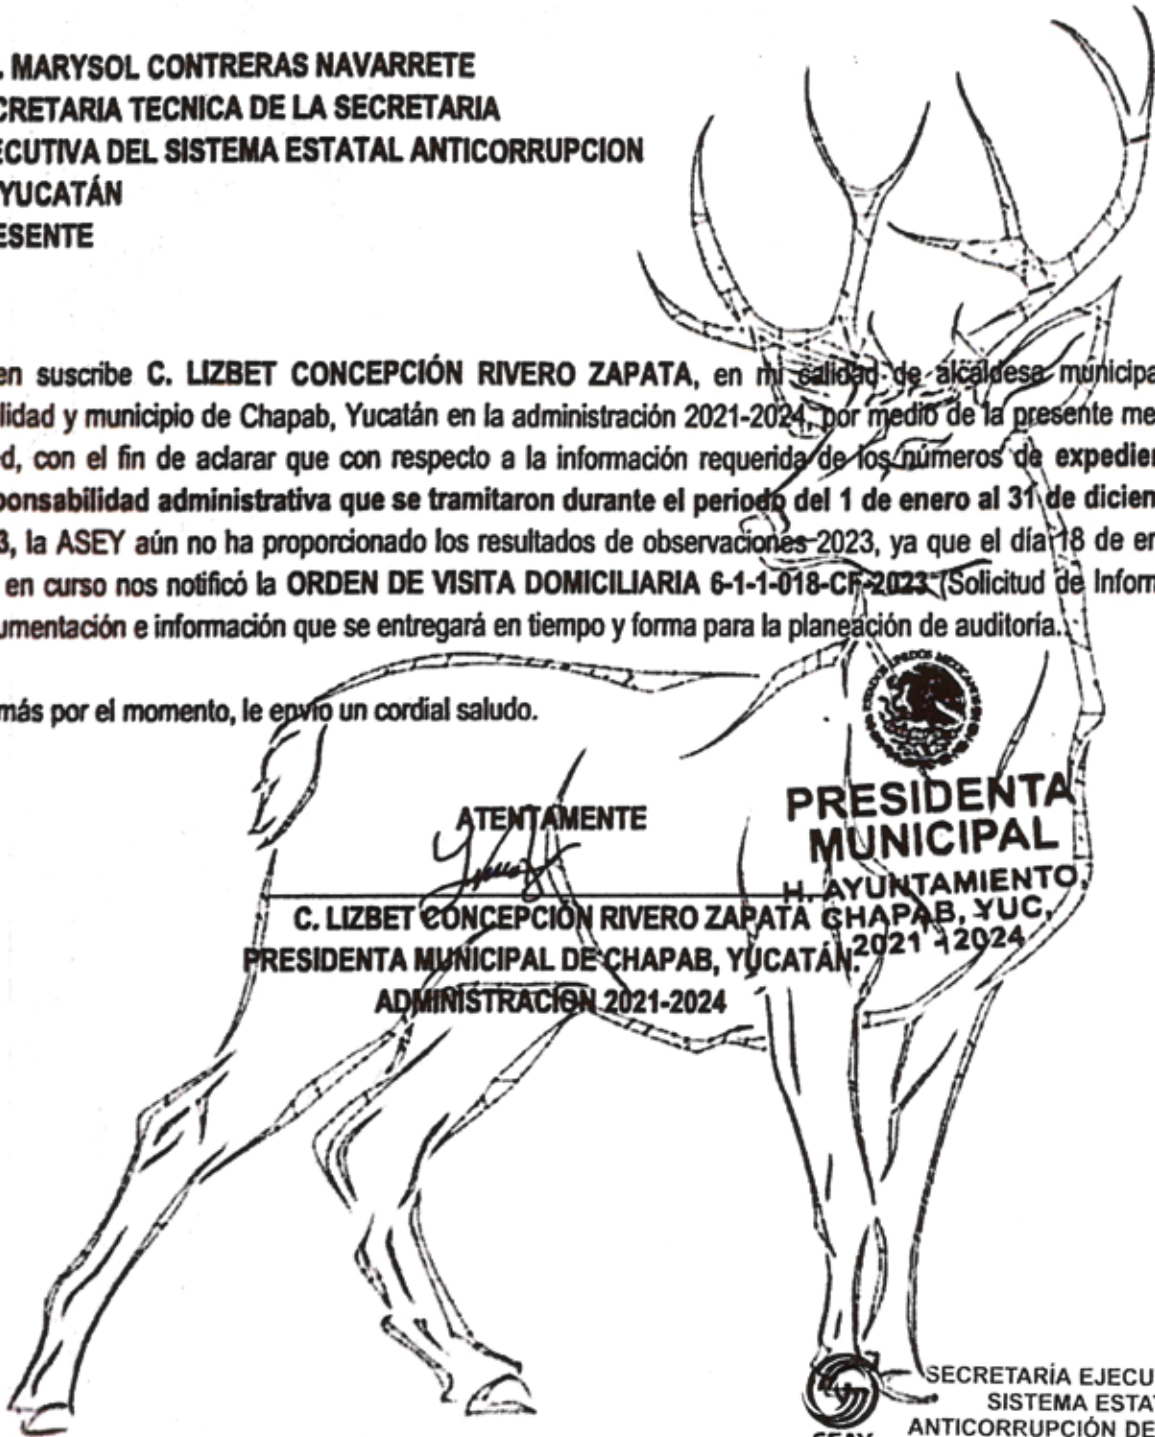 . MARYSOL CONTRERAS NAVARRETE
CRETARIA TECNICA DE LA SECRETARIA
ECUTIVA DEL SISTEMA ESTATAL ANTICORRUPCION
YUCATÁN
ESENTE
en suscribe C. LIZBET CONCEPCIÓN RIVERO ZAPATA, en mi calidad de alcaldesa municipa
lidad y municipio de Chapab, Yucatán en la administración 2021-2024, por medio de la presente me
d, con el fin de aclarar que con respecto a la información requerida de los números de expedien
ponsabilidad administrativa que se tramitaron durante el periodo del 1 de enero al 31 de dicien
3, la ASEY aún no ha proporcionado los resultados de observaciones 2023, ya que el día 18 de en
en curso nos notificó la ORDEN DE VISITA DOMICILIARIA 6-1-1-018-CF-2023 (Solicitud de Inform
umentación e información que se entregará en tiempo y forma para la planeación de auditoría..
más por el momento, le envío un cordial saludo.
ESTADOS UNIDOS MEXICANOS
PRESIDENTA
MUNICIPAL
H. AYUNTAMIENTO,
CHAPAB, YUC,
2021 - 2024
ATENTAMENTE
C. LIZBET CONCEPCIÓN RIVERO ZAPATA
PRESIDENTA MUNICIPAL DE CHAPAB, YUCATÁN.
ADMINISTRACIÓN 2021-2024
SECRETARÍA EJECU
SISTEMA ESTA
ANTICORRUPCIÓN DE